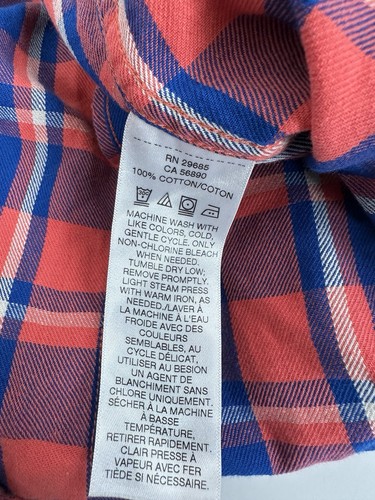 RN 29685
CA 56890
100% COTTON/COTON
MACHINE WASH WITH
LIKE COLORS, COLD,
GENTLE CYCLE. ONLY
NON-CHLORINE BLEACH
WHEN NEEDED.
TUMBLE DRY LOW;
REMOVE PROMPTLY.
LIGHT STEAM PRESS
WITH WARM IRON, AS
NEEDED./LAVER À
LA MACHINE À L'EAU
FROIDE AVEC DES
COULEURS
SEMBLABLES, AU
CYCLE DÉLICAT,
UTILISER AU BESOIN
UN AGENT DE
BLANCHIMENT SANS
CHLORE UNIQUEMENT.
SÉCHER À LA MACHINE
À BASSE
TEMPÉRATURE,
RETIRER RAPIDEMENT.
CLAIR PRESS À
VAPEUR AVEC FER
TIÈDE SI NÉCESSAIRE.